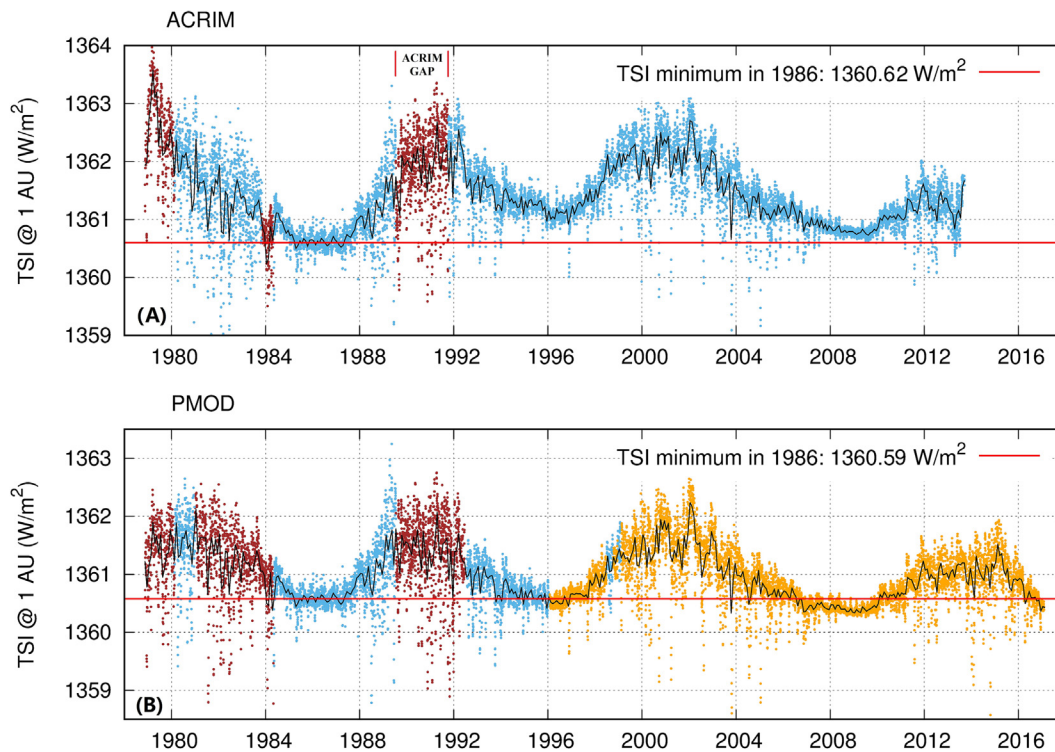 ACRIM
TSI @ 1 AU (W/m²)
1364
1363
1362
1361
1360
1359
ACRIM
GAP
TSI minimum in 1986: 1360.62 W/m²
(A)
1980 1984 1988 1992 1996 2000 2004 2008 2012 2016
PMOD
TSI @ 1 AU (W/m²)
1363
1362
1361
1360
1359
TSI minimum in 1986: 1360.59 W/m²
(B)
1980 1984 1988 1992 1996 2000 2004 2008 2012 2016